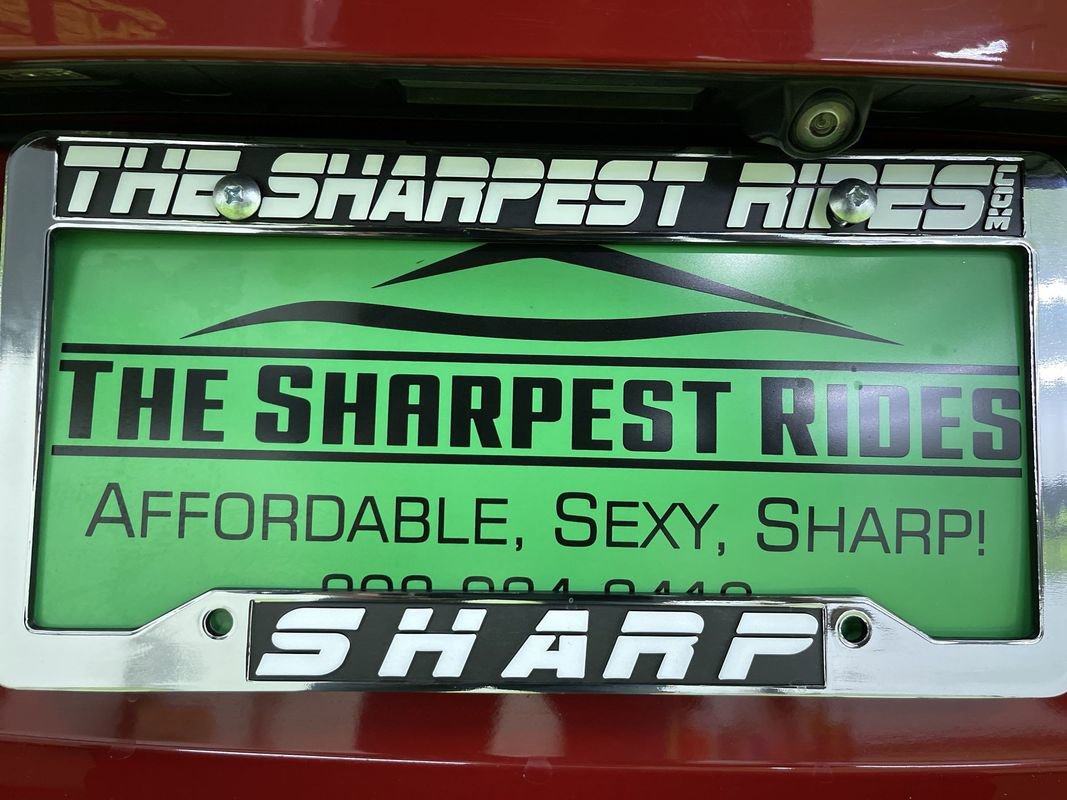 THE SHARPEST RIDES.COM
THE SHARPEST RIDES
AFFORDABLE, SEXY, SHARP!
SHARP